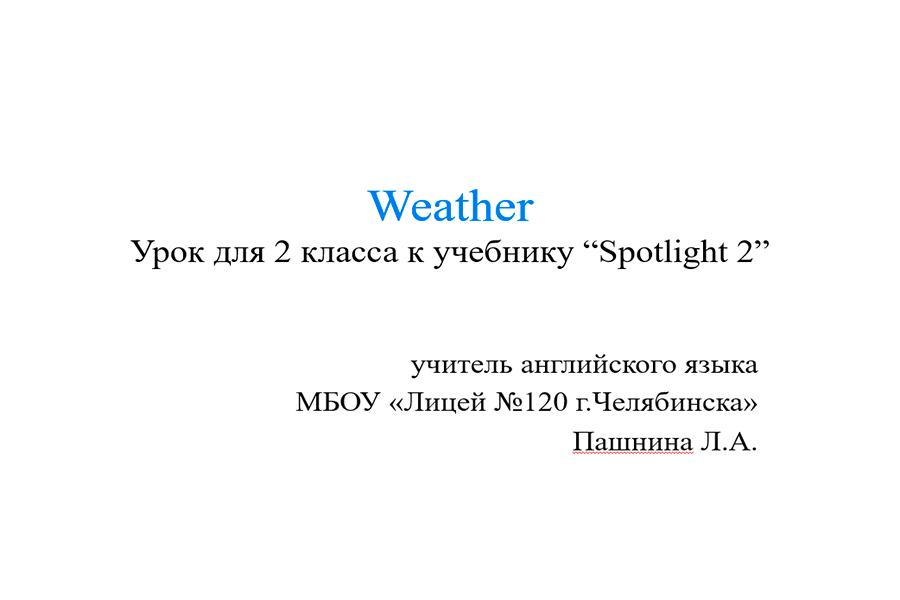 Weather
Урок для 2 класса к учебнику “Spotlight 2”
учитель английского языка
МБОУ «Лицей №120 г.Челябинска»
Пашнина Л.А.